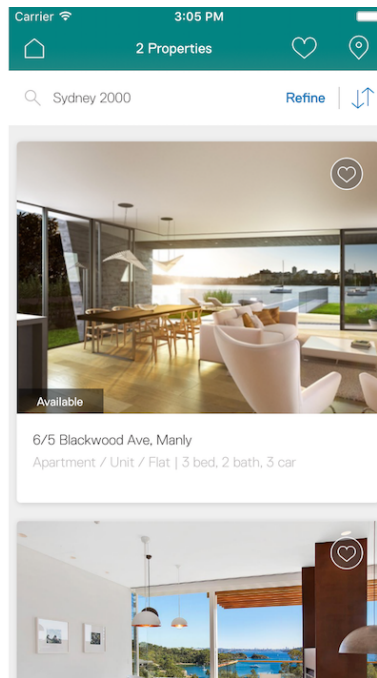 Carrier 3:05 PM
2 Properties
Sydney 2000 Refine
Available
6/5 Blackwood Ave, Manly
Apartment / Unit / Flat | 3 bed, 2 bath, 3 car